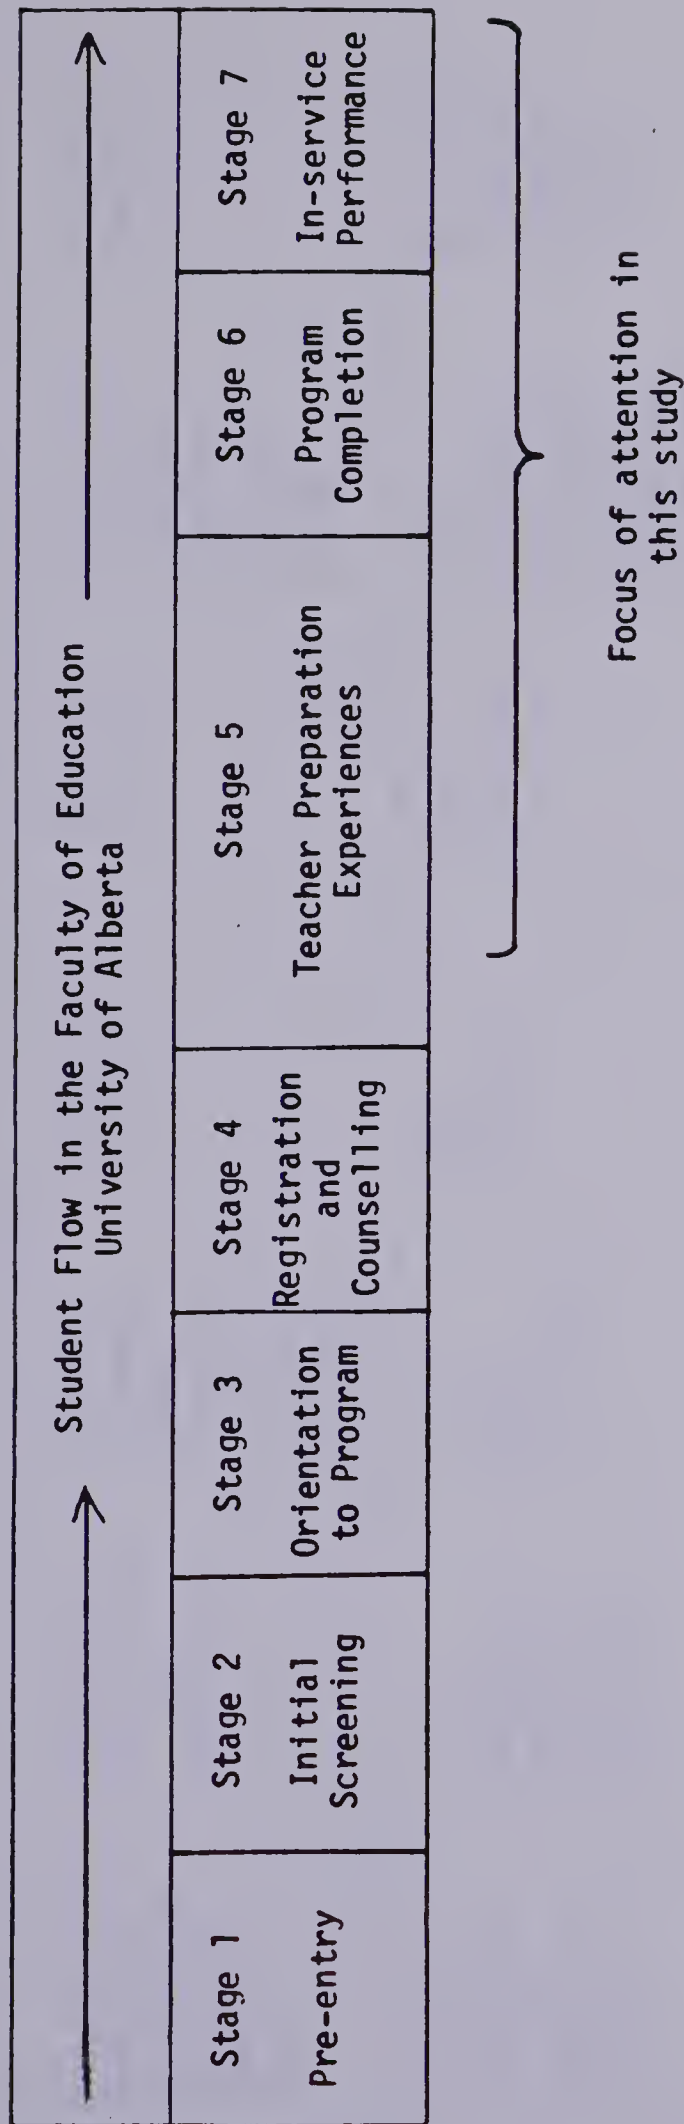 Student Flow in the Faculty of Education
University of Alberta
Stage 1
Pre-entry
Stage 2
Initial
Screening
Stage 3
Orientation
to Program
Stage 4
Registration
and
Counselling
Stage 5
Teacher Preparation
Experiences
Stage 6
Program
Completion
Stage 7
In-service
Performance
Focus of attention in
this study